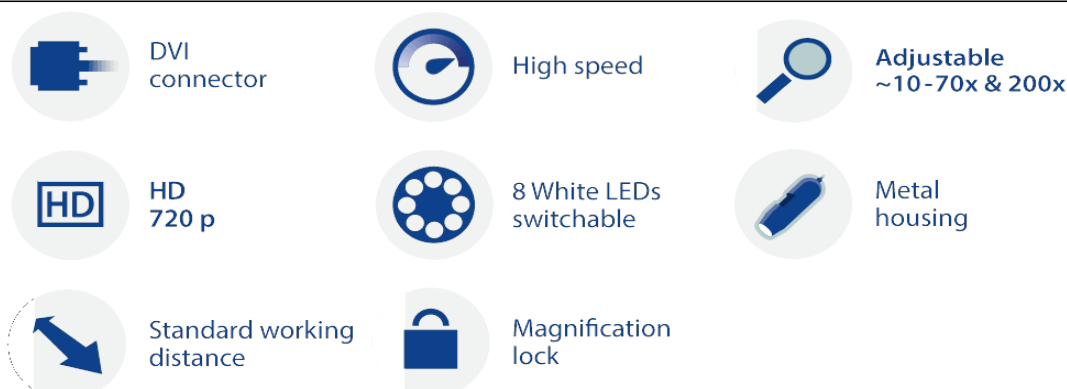 DVI
connector
High speed
Adjustable
~10-70x & 200x
HD
HD
720 p
8 White LEDs
switchable
Metal
housing
Standard working
distance
Magnification
lock